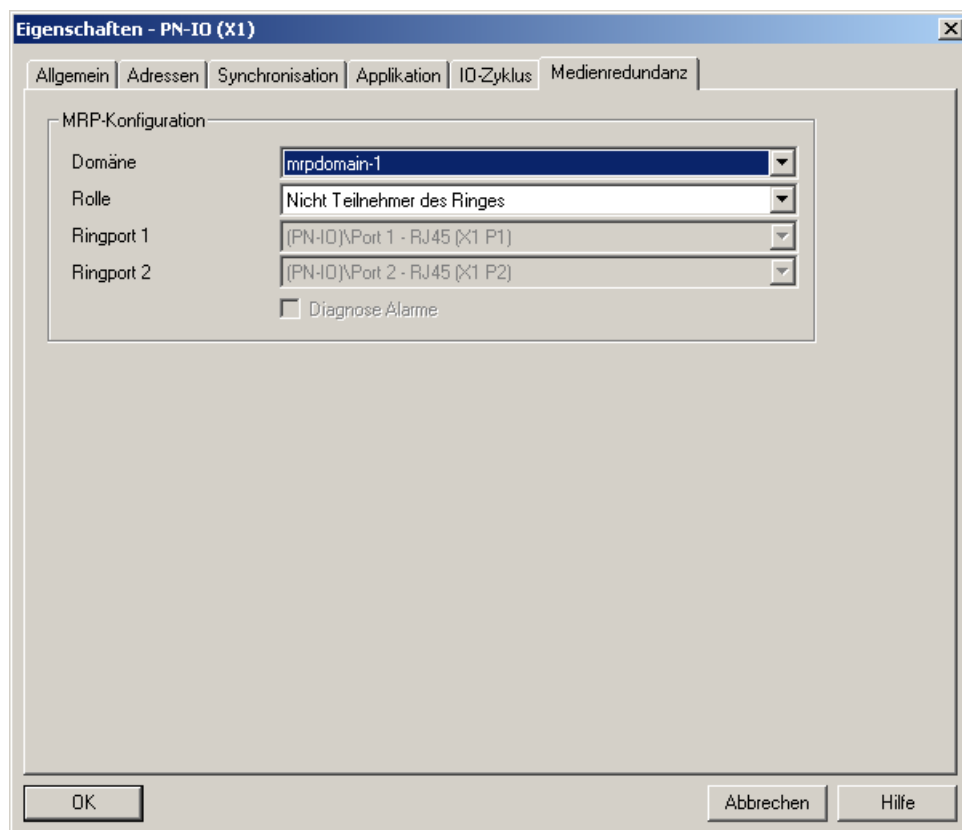 Eigenschaften - PN-IO (X1)
Allgemein Adressen Synchronisation Applikation IO-Zyklus Medienredundanz
MRP-Konfiguration
Domäne mrpdomain-1
Rolle Nicht Teilnehmer des Ringes
Ringport 1 (PN-IO)\Port 1 - RJ45 (X1 P1)
Ringport 2 (PN-IO)\Port 2 - RJ45 (X1 P2)
Diagnose Alarme
OK Abbrechen Hilfe